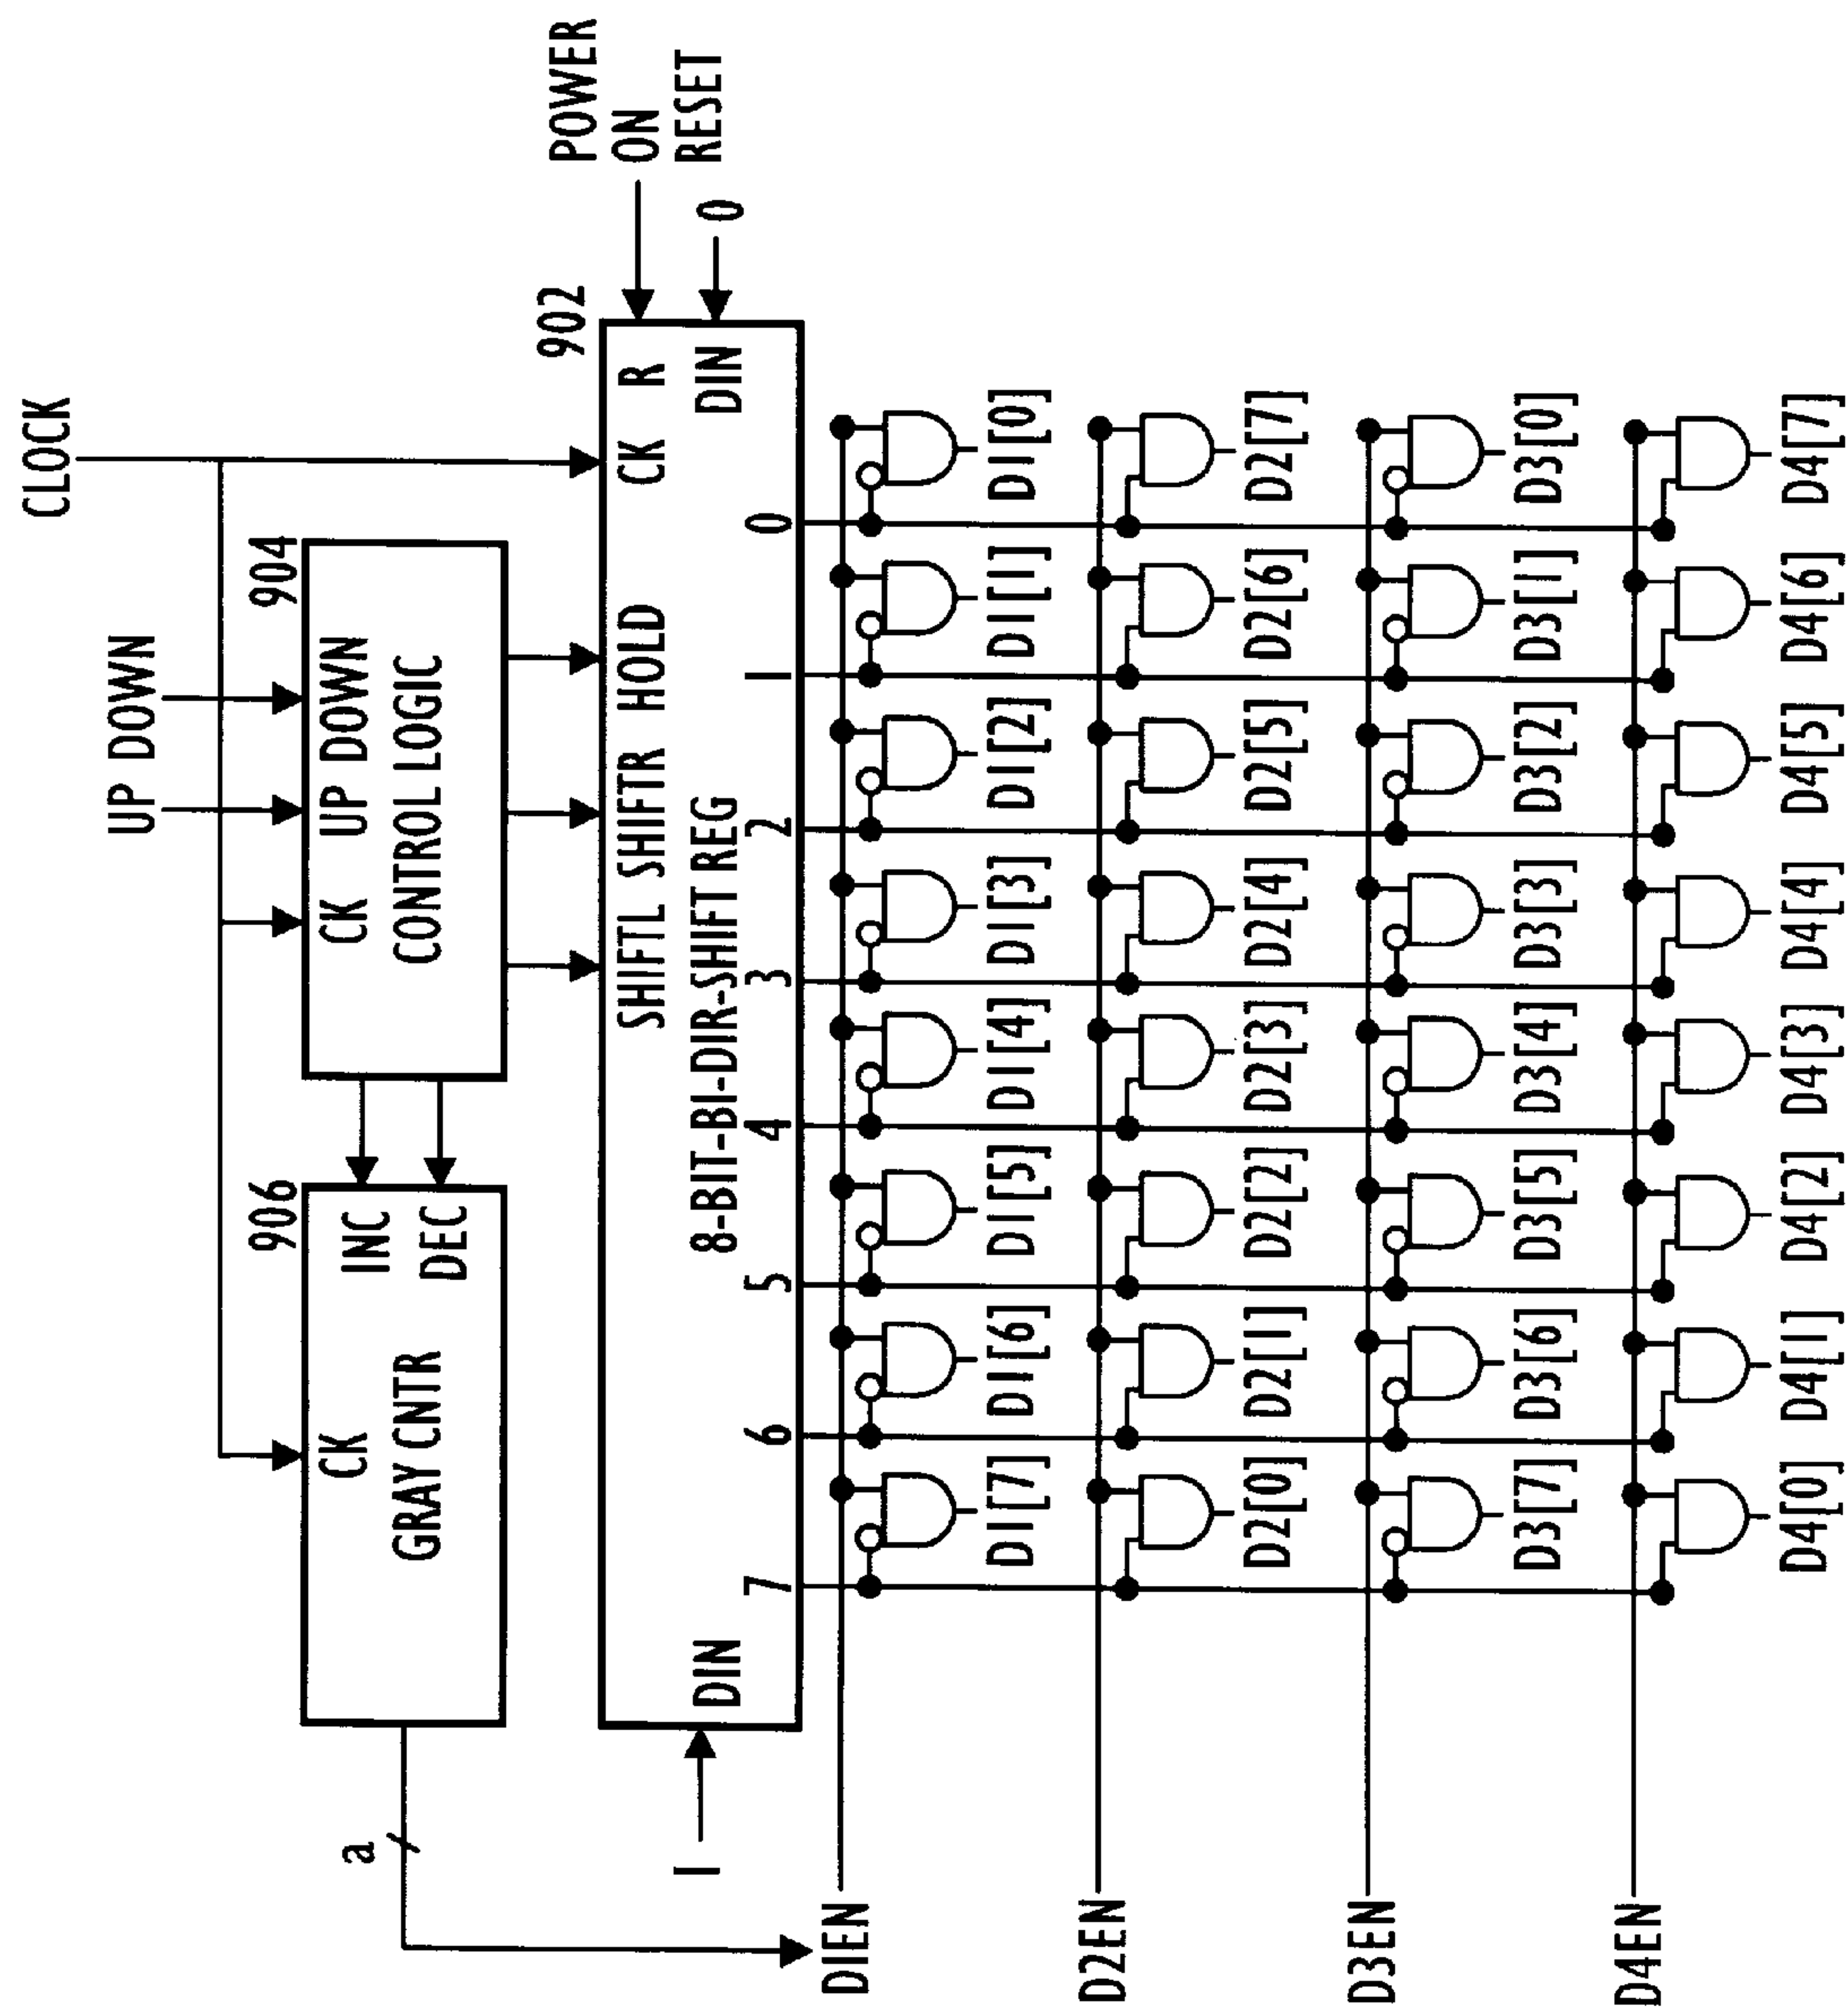 CLOCK
UP DOWN
906
904
CK
INC
DEC
GRAY CNTR
CK UP DOWN
CONTROL LOGIC
a
902
POWER
ON
RESET
SHIFTL SHIFTR HOLD CK R
1
DIN
8-BIT-BI-DIR-SHIFT REG
DIN
0
7 6 5 4 3 2 1 0
D1EN
D1[7] D1[6] D1[5] D1[4] D1[3] D1[2] D1[1] D1[0]
D2EN
D2[0] D2[1] D2[2] D2[3] D2[4] D2[5] D2[6] D2[7]
D3EN
D3[7] D3[6] D3[5] D3[4] D3[3] D3[2] D3[1] D3[0]
D4EN
D4[0] D4[1] D4[2] D4[3] D4[4] D4[5] D4[6] D4[7]